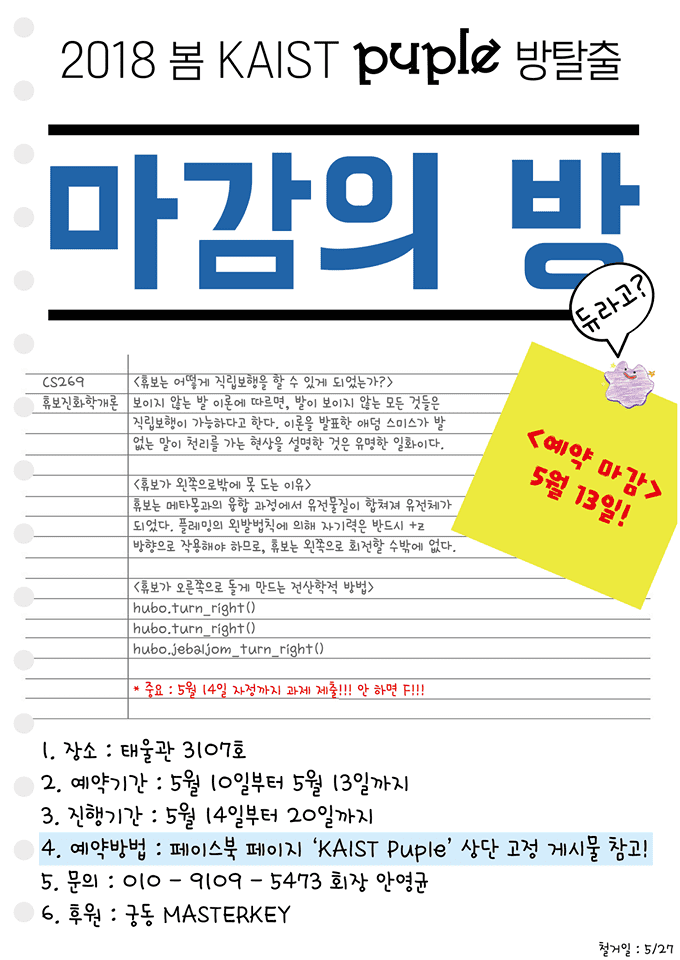 2018 봄 KAIST puple 방탈출
마감의 방
듀라고?
<예약 마감>
5월 13일!
CS269 <휴보는 어떻게 직립보행을 할 수 있게 되었는가?>
휴보진화학개론 보이지 않는 발 이론에 따르면, 발이 보이지 않는 모든 것들은
직립보행이 가능하다고 한다. 이론을 발표한 애덤 스미스가 발
없는 말이 천리를 가는 현상을 설명한 것은 유명한 일화이다.
<휴보가 왼쪽으로밖에 못 도는 이유>
휴보는 메타몽과의 융합 과정에서 유전물질이 합쳐져 유전체가
되었다. 플레밍의 왼발법칙에 의해 자기력은 반드시 +z
방향으로 작용해야 하므로, 휴보는 왼쪽으로 회전할 수밖에 없다.
<휴보가 오른쪽으로 돌게 만드는 전산학적 방법>
hubo.turn_right()
hubo.turn_right()
hubo.jebaljom_turn_right()
* 중요 : 5월 14일 자정까지 과제 제출!!! 안 하면 F!!!
1. 장소 : 태울관 3107호
2. 예약기간 : 5월 10일부터 5월 13일까지
3. 진행기간 : 5월 14일부터 20일까지
4. 예약방법 : 페이스북 페이지 ‘KAIST Puple’ 상단 고정 게시물 참고!
5. 문의 : 010 - 9109 - 5473 회장 안영균
6. 후원 : 궁동 MASTERKEY
철거일 : 5/27